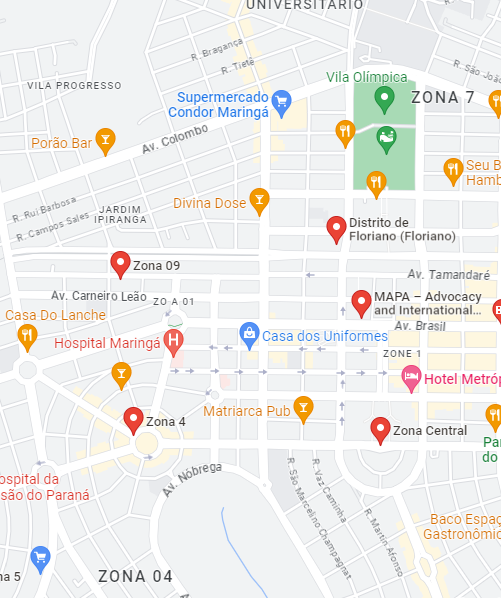 UNIVERSITÁRIO
R. Bragança
R. Tietê
R. São João
VILA PROGRESSO
Vila Olímpica
ZONA 7
Supermercado
Condor Maringá
Porão Bar
Av. Colombo
Seu B
Hamb
Divina Dose
R. Rui Barbosa
R. Campos Sales
JARDIM
IPIRANGA
Distrito de
Floriano (Floriano)
Zona 09
Av. Tamandaré
Av. Carneiro Leão
ZO A 01
MAPA – Advocacy
and International...
Casa Do Lanche
Av. Brasil
Hospital Maringá
H
Casa dos Uniformes
ZONE 1
Hotel Metróp
Matriarca Pub
Zona 4
Zona Central
Par
do
ospital da
são do Paraná
Av. Nóbrega
R. São Marcelino Champagnat
R. Vaz Caminha
R. Martim Afonso
Baco Espaç
Gastronômic
na 5
ZONA 04